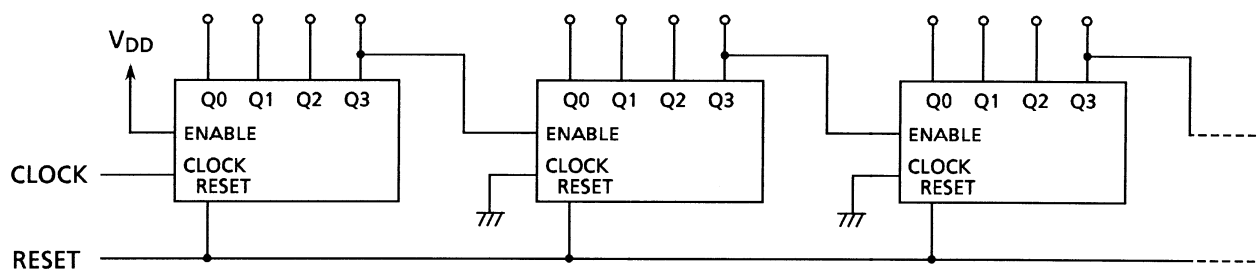 VDD
Q0 Q1 Q2 Q3
ENABLE
CLOCK
RESET
Q0 Q1 Q2 Q3
ENABLE
CLOCK
RESET
Q0 Q1 Q2 Q3
ENABLE
CLOCK
RESET
CLOCK
RESET